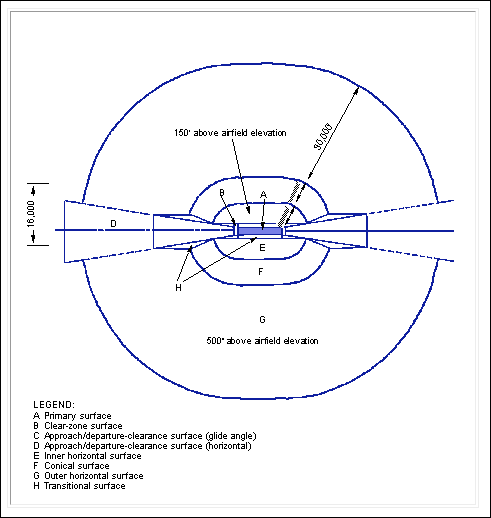 150' above airfield elevation
30,000'
B
A
16,000
D
E
H
F
G
500' above airfield elevation
LEGEND:
A Primary surface
B Clear-zone surface
C Approach/departure-clearance surface (glide angle)
D Approach/departure-clearance surface (horizontal)
E Inner horizontal surface
F Conical surface
G Outer horizontal surface
H Transitional surface